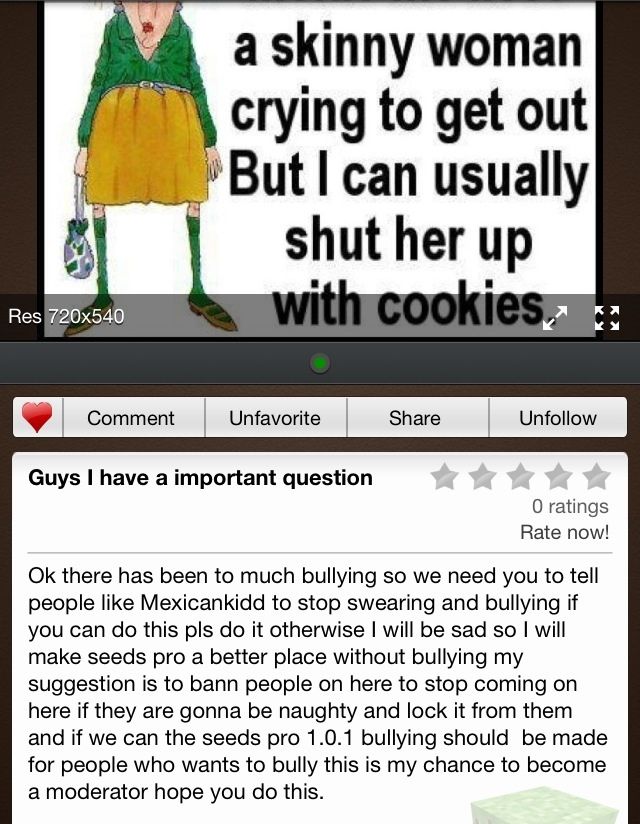 a skinny woman
crying to get out
But I can usually
shut her up
with cookies.
Res 720x540
Comment
Unfavorite
Share
Unfollow
Guys I have a important question
0 ratings
Rate now!
Ok there has been to much bullying so we need you to tell
people like Mexicankidd to stop swearing and bullying if
you can do this pls do it otherwise I will be sad so I will
make seeds pro a better place without bullying my
suggestion is to bann people on here to stop coming on
here if they are gonna be naughty and lock it from them
and if we can the seeds pro 1.0.1 bullying should  be made
for people who wants to bully this is my chance to become
a moderator hope you do this.